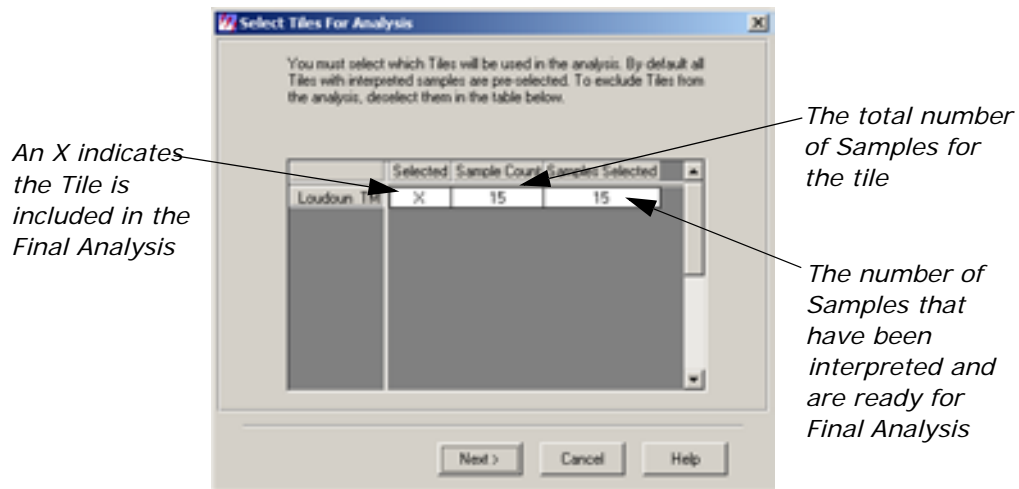 Select Tiles For Analysis
You must select which Tiles will be used in the analysis. By default all
Tiles with interpreted samples are pre-selected. To exclude Tiles from
the analysis, deselect them in the table below.
An X indicates
the Tile is
included in the
Final Analysis
Selected Sample Count Samples Selected
Loudoun TM X 15 15
The total number
of Samples for
the tile
The number of
Samples that
have been
interpreted and
are ready for
Final Analysis
Next > Cancel Help